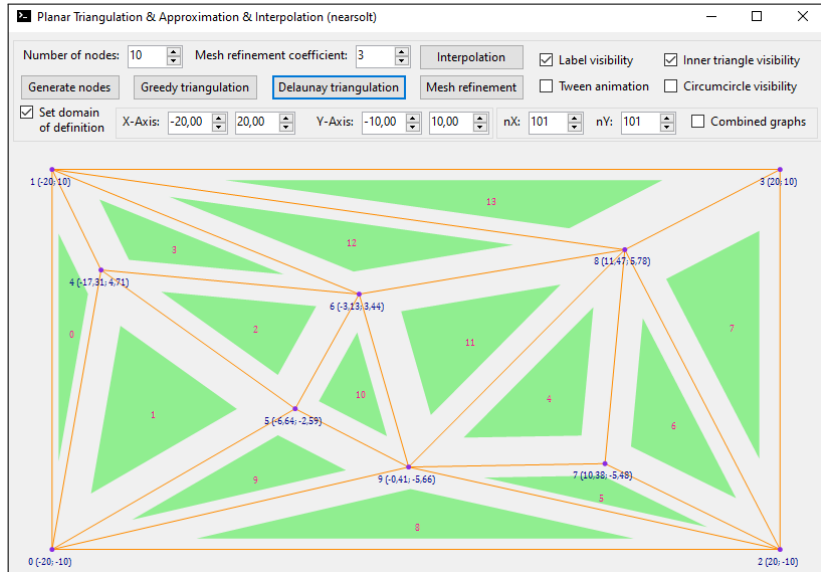 Planar Triangulation & Approximation & Interpolation (nearsolt)
Number of nodes: 10 Mesh refinement coefficient: 3 Interpolation Label visibility Inner triangle visibility
Generate nodes Greedy triangulation Delaunay triangulation Mesh refinement Tween animation Circumcircle visibility
Set domain
of definition X-Axis: -20,00 20,00 Y-Axis: -10,00 10,00 nX: 101 nY: 101 Combined graphs
1 (-20; 10) 3 (20; 10)
13
12
3
8 (11,47; 5,78)
4 (-17,31; 4,71)
6 (-3,13; 3,44)
2 7
0
11
10 4
1
5 (-6,64; -2,59) 6
9 9 (-0,41; -5,66) 7 (10,38; -5,48)
5
8
0 (-20; -10) 2 (20; -10)